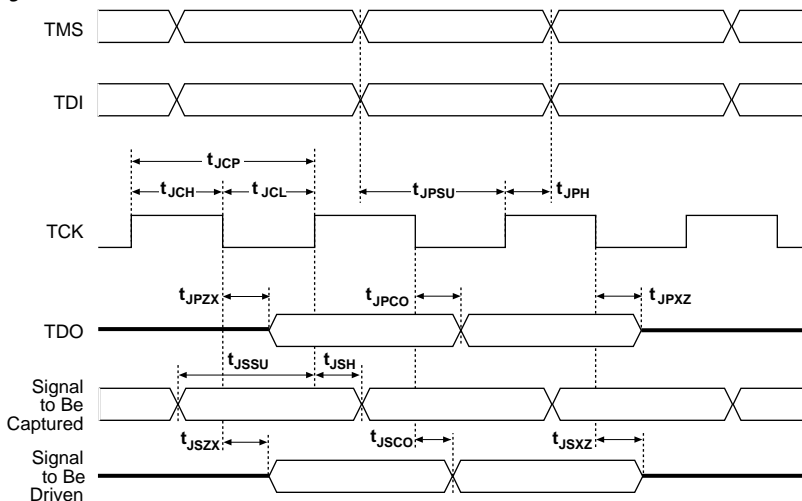 TMS
TDI
tJCP
tJCH
tJCL
tJPSU
tJPH
TCK
tJPZX
tJPCO
tJPXZ
TDO
tJSSU
tJSH
Signal
to Be
Captured
tJSZX
tJSCO
tJSXZ
Signal
to Be
Driven